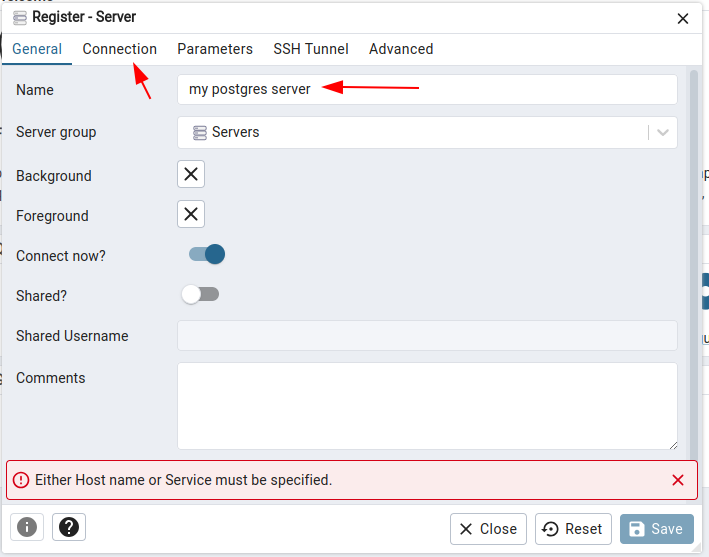 Register - Server
General Connection Parameters SSH Tunnel Advanced
Name my postgres server
Server group Servers
Background
Foreground
Connect now?
Shared?
Shared Username
Comments
Either Host name or Service must be specified.
Close Reset Save